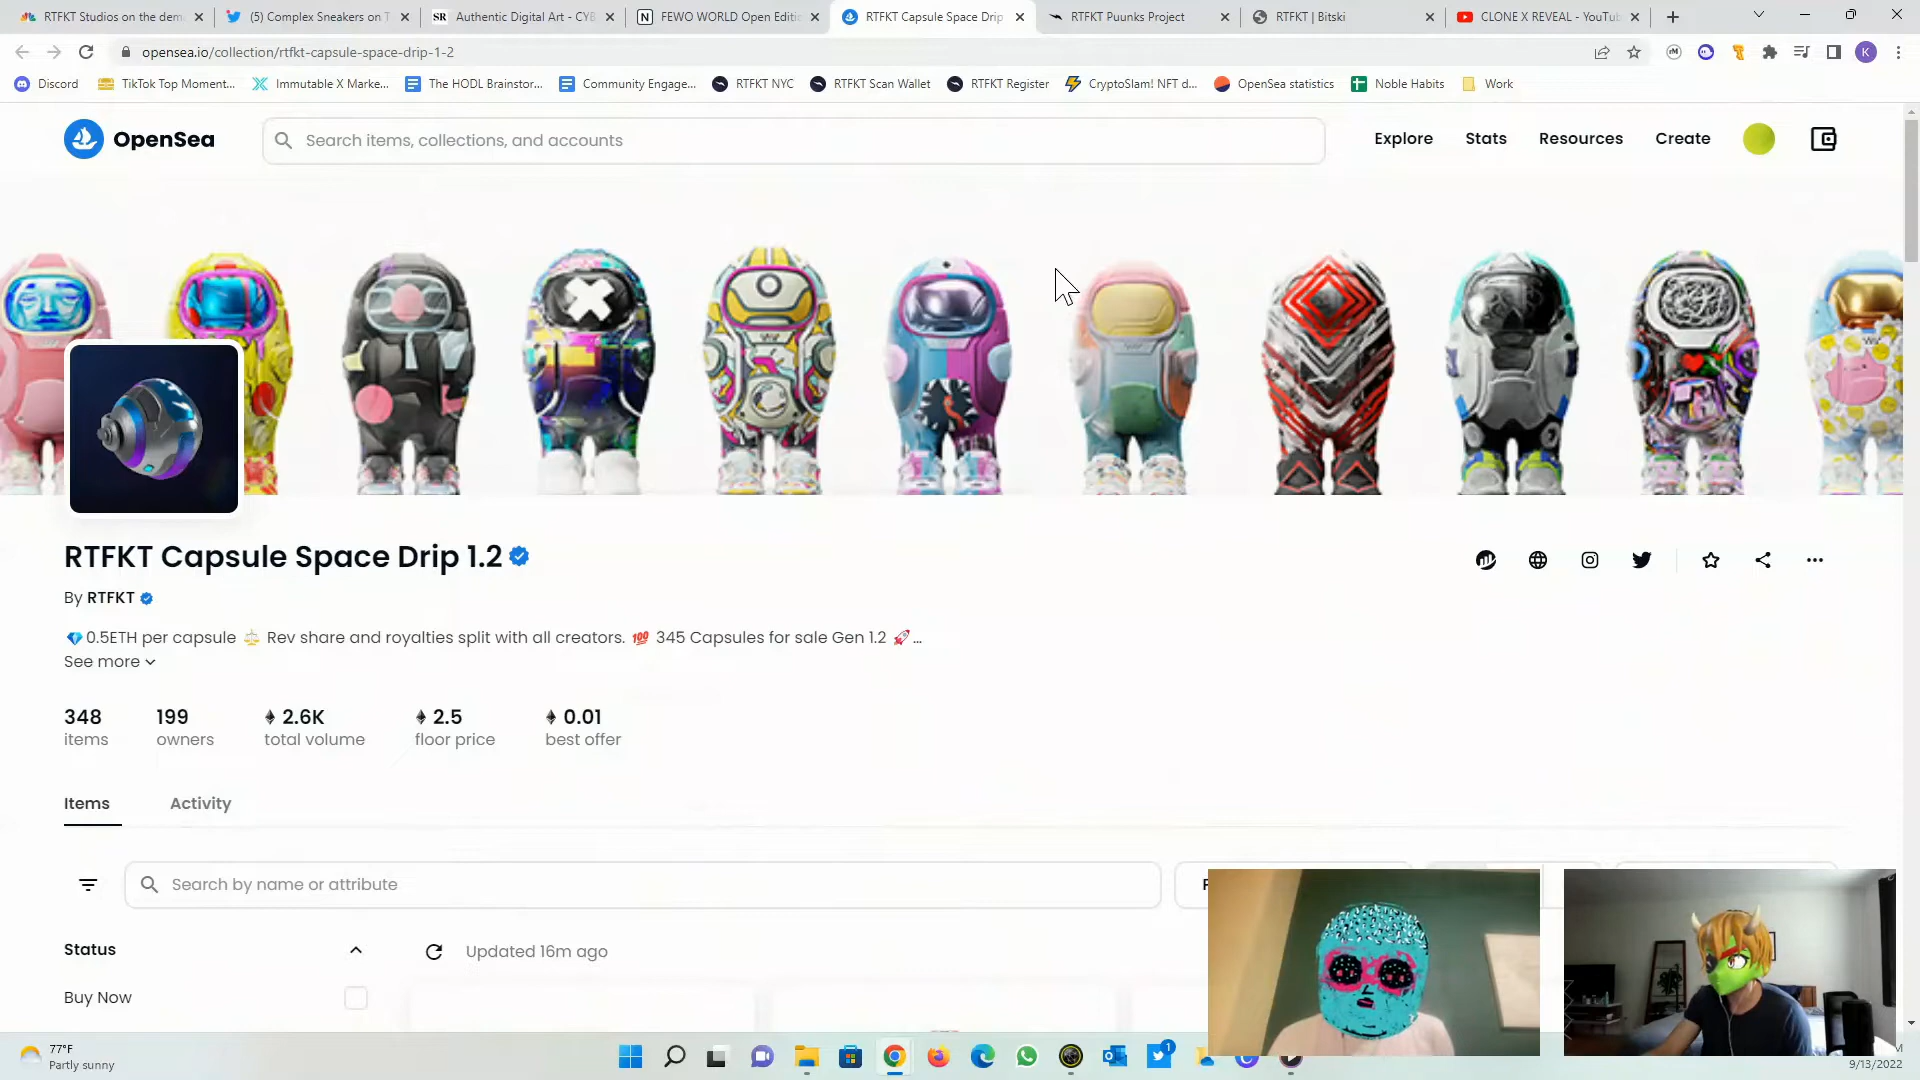 RTFKT Studios on the dem
(5) Complex Sneakers on T
SR Authentic Digital Art - CYB
FEWO WORLD Open Editi
RTFKT Capsule Space Drip
RTFKT Puunks Project
RTFKT | Bitski
CLONE X REVEAL - YouTu
opensea.io/collection/rtfkt-capsule-space-drip-1-2
K
Discord
TikTok Top Moment...
Immutable X Marke...
The HODL Brainstor...
Community Engage...
RTFKT NYC
RTFKT Scan Wallet
RTFKT Register
CryptoSlam! NFT d...
OpenSea statistics
Noble Habits
Work
OpenSea
Search items, collections, and accounts
Explore
Stats
Resources
Create
RTFKT Capsule Space Drip 1.2
By RTFKT
💎 0.5ETH per capsule ⚖️ Rev share and royalties split with all creators. 💯 345 Capsules for sale Gen 1.2 🚀...
See more
348 199 2.6K 2.5 0.01
items owners total volume floor price best offer
Items Activity
Search by name or attribute
Status
Updated 16m ago
Buy Now
77°F
Partly sunny
1
9/13/2022